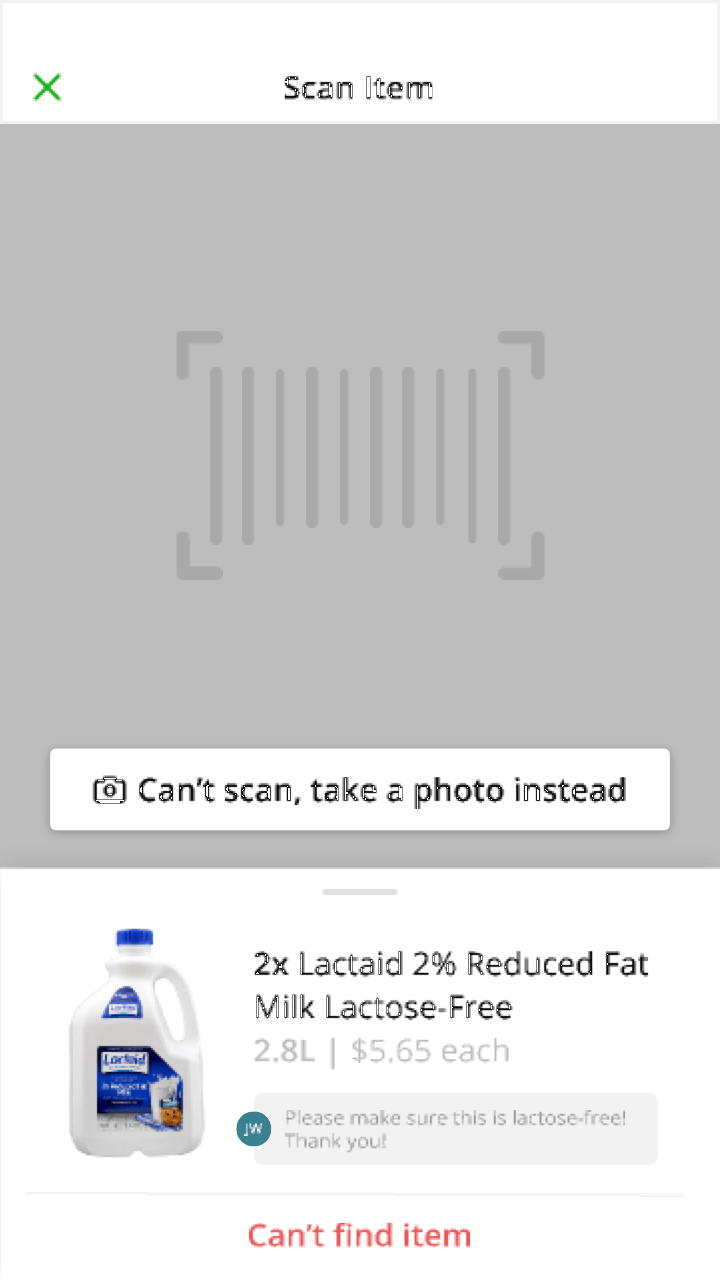 Scan Item
Can't scan, take a photo instead
2x Lactaid 2% Reduced Fat
Milk Lactose-Free
2.8L | $5.65 each
Lactaid
JW
Please make sure this is lactose-free!
Thank you!
Can't find item